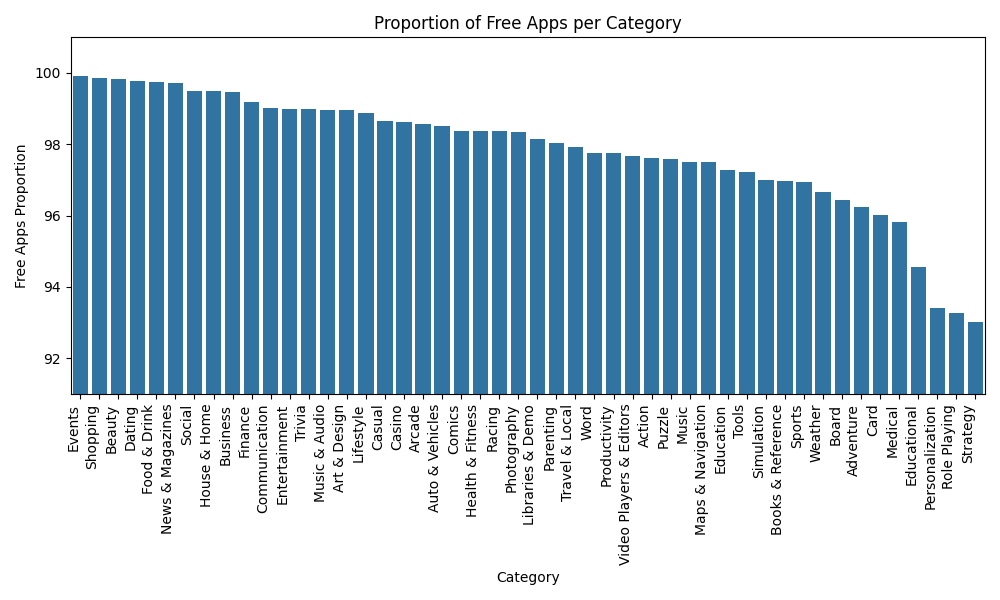 Proportion of Free Apps per Category
Free Apps Proportion
100
98
96
94
92
Events
Shopping
Beauty
Dating
Food & Drink
News & Magazines
Social
House & Home
Business
Finance
Communication
Entertainment
Trivia
Music & Audio
Art & Design
Lifestyle
Casual
Casino
Arcade
Auto & Vehicles
Comics
Health & Fitness
Racing
Photography
Libraries & Demo
Parenting
Travel & Local
Word
Productivity
Video Players & Editors
Action
Puzzle
Music
Maps & Navigation
Education
Tools
Simulation
Books & Reference
Sports
Weather
Board
Adventure
Card
Medical
Educational
Personalization
Role Playing
Strategy
Category